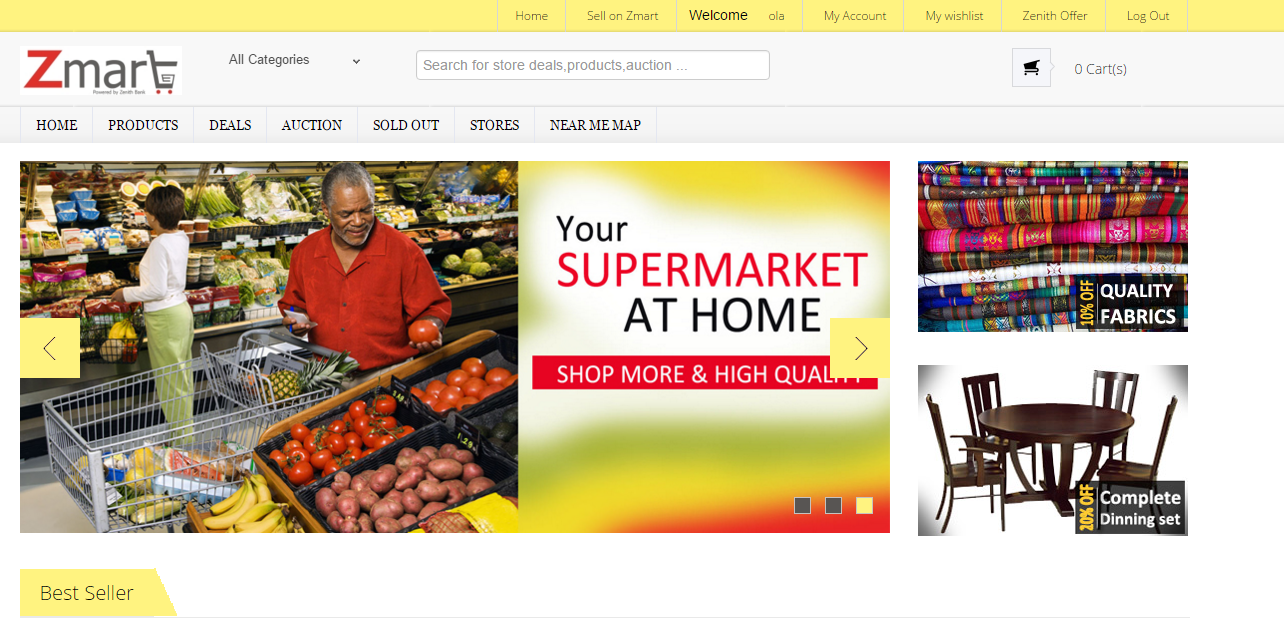 Home Sell on Zmart Welcome ola My Account My wishlist Zenith Offer Log Out
Zmart
Powered by Zenith Bank
All Categories
Search for store deals,products,auction ...
0 Cart(s)
HOME PRODUCTS DEALS AUCTION SOLD OUT STORES NEAR ME MAP
Your
SUPERMARKET
AT HOME
SHOP MORE & HIGH QUALITY
10% OFF
QUALITY
FABRICS
20% OFF
Complete
Dinning set
Best Seller